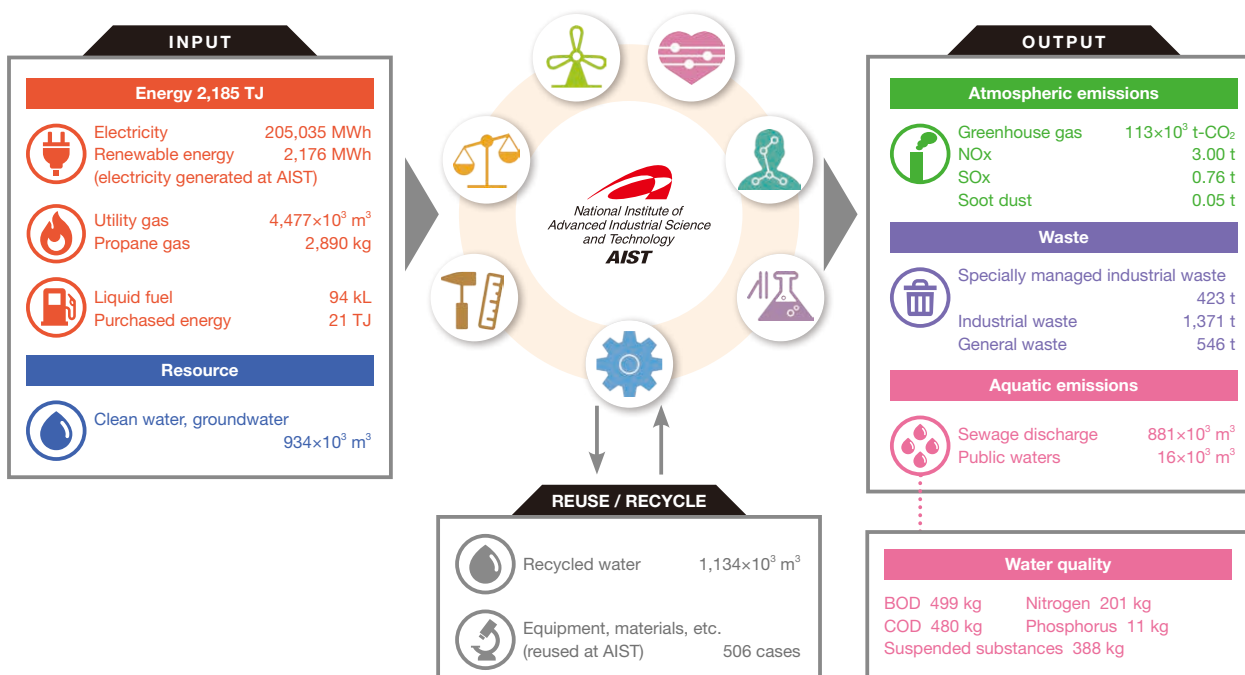 INPUT
Energy 2,185 TJ
Electricity 205,035 MWh
Renewable energy 2,176 MWh
(electricity generated at AIST)
Utility gas 4,477×10³ m³
Propane gas 2,890 kg
Liquid fuel 94 kL
Purchased energy 21 TJ
Resource
Clean water, groundwater
934×10³ m³
National Institute of
Advanced Industrial Science
and Technology
AIST
REUSE / RECYCLE
Recycled water 1,134×10³ m³
Equipment, materials, etc.
(reused at AIST) 506 cases
OUTPUT
Atmospheric emissions
Greenhouse gas 113×10³ t-CO₂
NOx 3.00 t
SOx 0.76 t
Soot dust 0.05 t
Waste
Specially managed industrial waste
423 t
Industrial waste 1,371 t
General waste 546 t
Aquatic emissions
Sewage discharge 881×10³ m³
Public waters 16×10³ m³
Water quality
BOD 499 kg Nitrogen 201 kg
COD 480 kg Phosphorus 11 kg
Suspended substances 388 kg